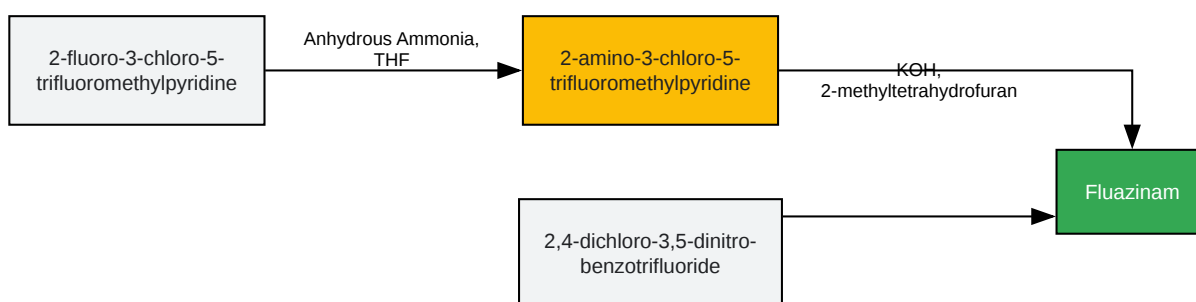 2-fluoro-3-chloro-5-
trifluoromethylpyridine
Anhydrous Ammonia,
THF
2-amino-3-chloro-5-
trifluoromethylpyridine
KOH,
2-methyltetrahydrofuran
Fluazinam
2,4-dichloro-3,5-dinitro-
benzotrifluoride